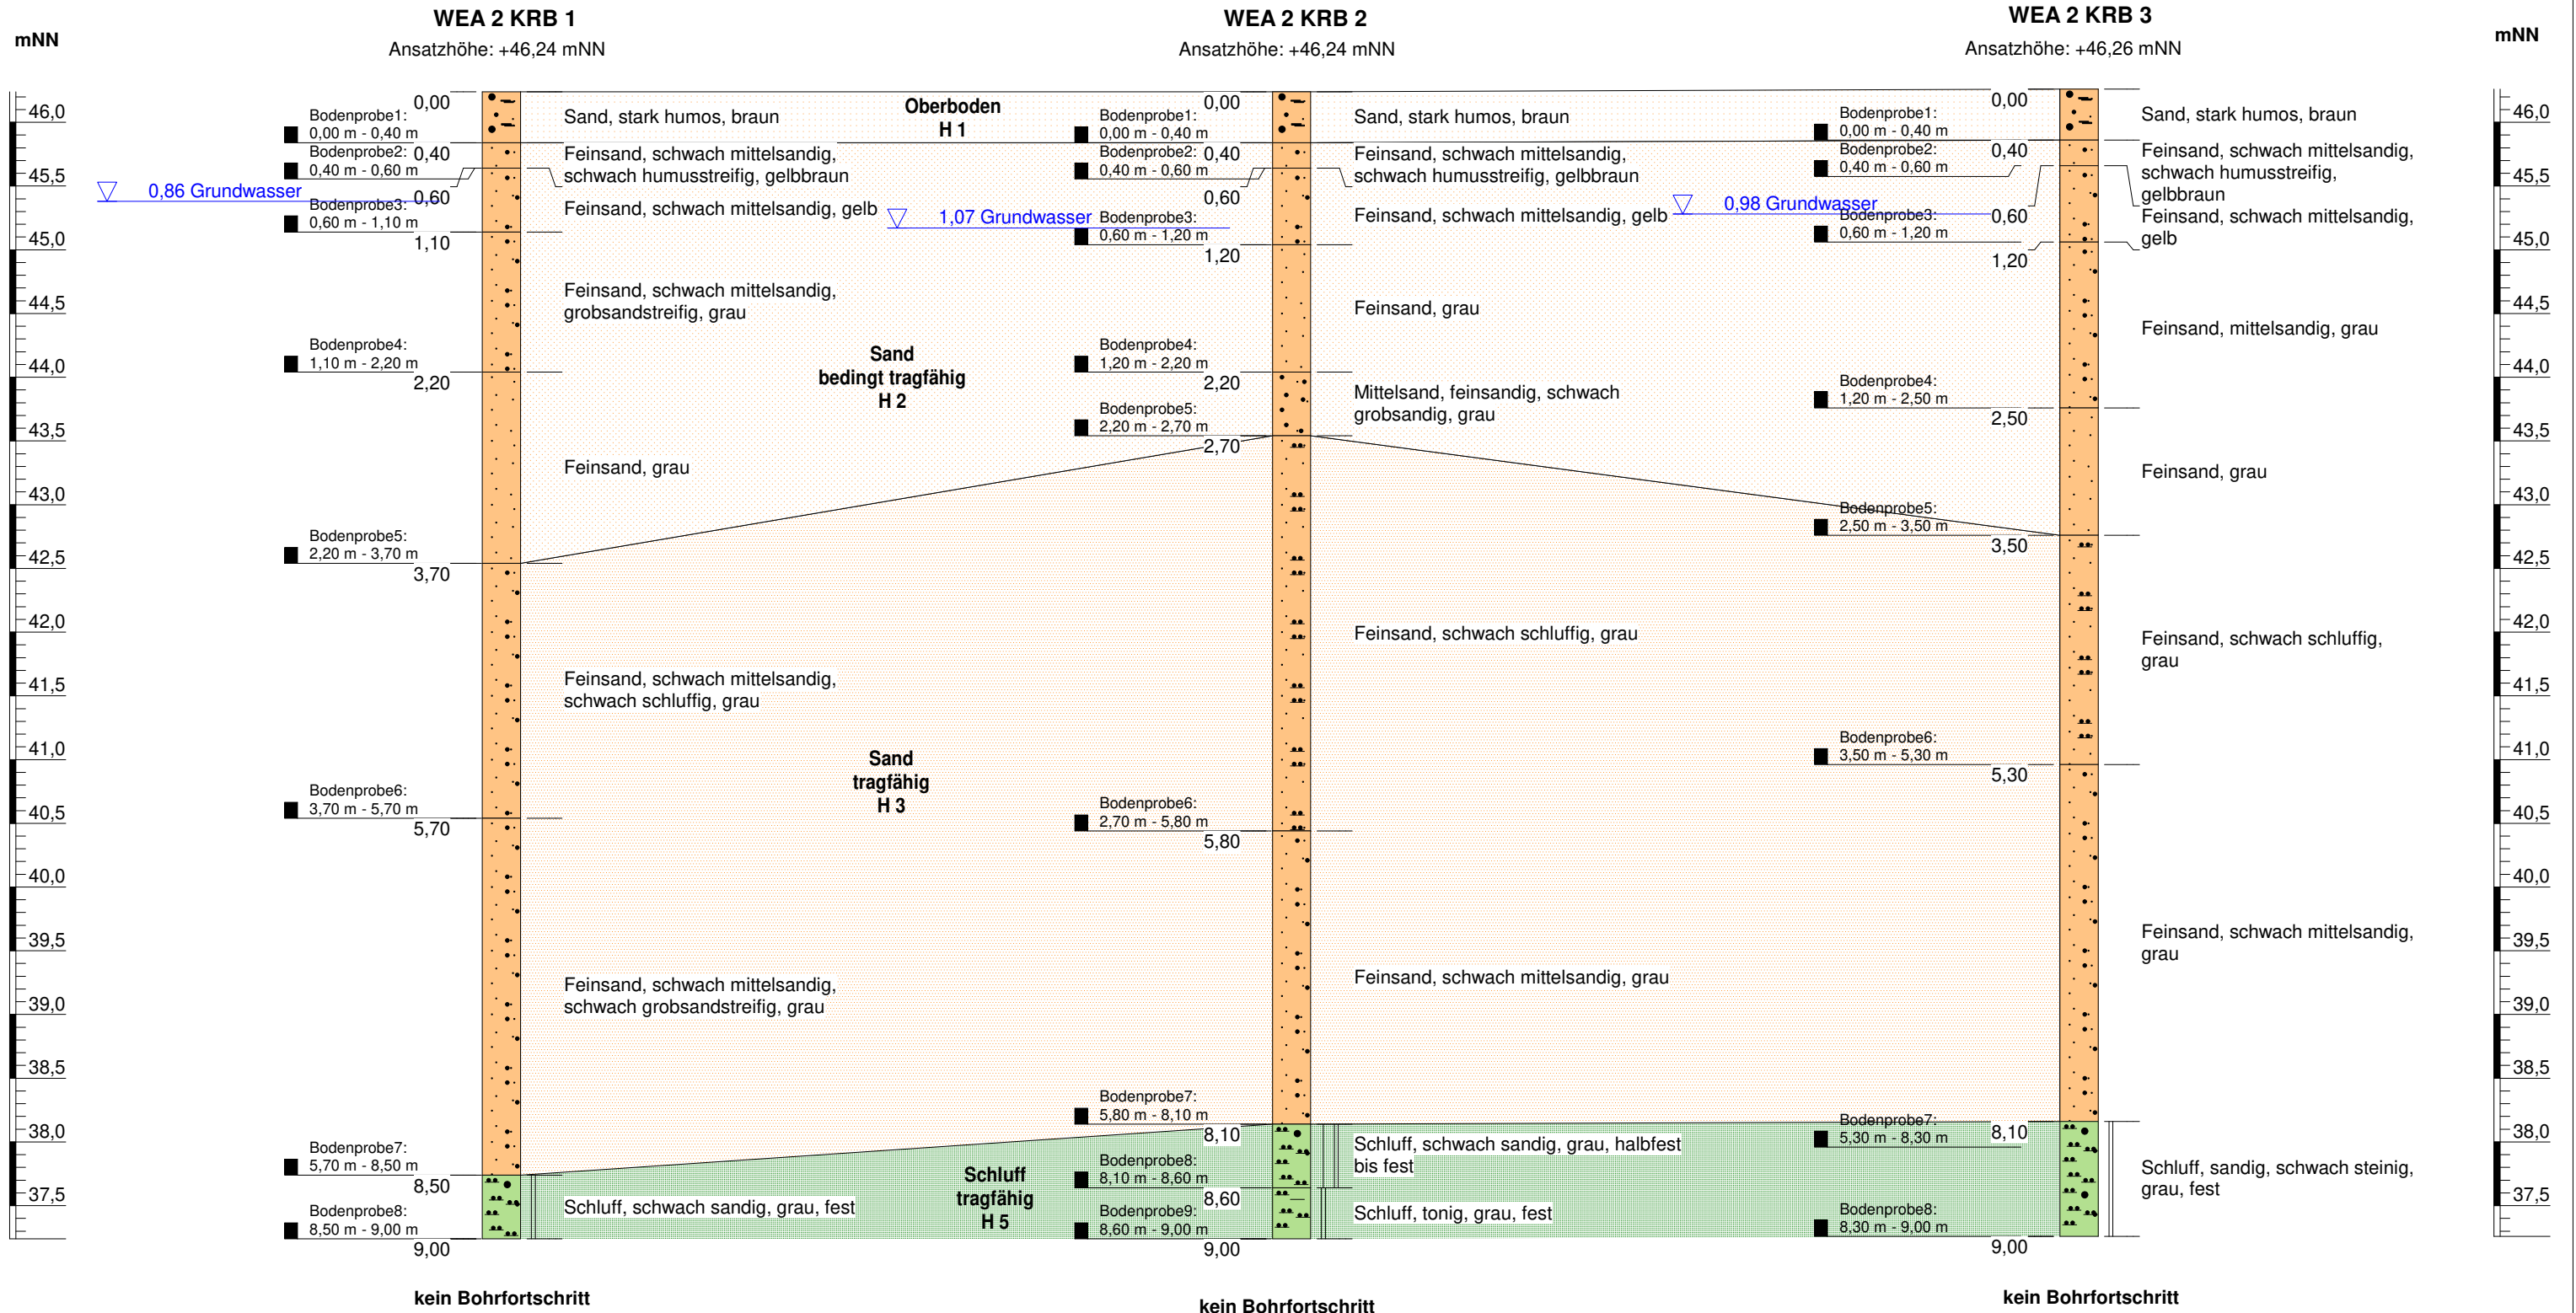 WEA 2 KRB 1
Ansatzhöhe: +46,24 mNN
WEA 2 KRB 2
Ansatzhöhe: +46,24 mNN
WEA 2 KRB 3
Ansatzhöhe: +46,26 mNN
mNN
46,0
45,5
45,0
44,5
44,0
43,5
43,0
42,5
42,0
41,5
41,0
40,5
40,0
39,5
39,0
38,5
38,0
37,5
0,86 Grundwasser
Bodenprobe1:
0,00 m - 0,40 m
Bodenprobe2:
0,40 m - 0,60 m
Bodenprobe3:
0,60 m - 1,10 m
Bodenprobe4:
1,10 m - 2,20 m
Bodenprobe5:
2,20 m - 3,70 m
Bodenprobe6:
3,70 m - 5,70 m
Bodenprobe7:
5,70 m - 8,50 m
Bodenprobe8:
8,50 m - 9,00 m
0,00
0,40
0,60
1,10
2,20
3,70
5,70
8,50
9,00
Sand, stark humos, braun
Feinsand, schwach mittelsandig,
schwach humusstreifig, gelbbraun
Feinsand, schwach mittelsandig, gelb
Feinsand, schwach mittelsandig,
grobsandstreifig, grau
Feinsand, grau
Feinsand, schwach mittelsandig,
schwach schluffig, grau
Feinsand, schwach mittelsandig,
schwach grobsandstreifig, grau
Schluff, schwach sandig, grau, fest
kein Bohrfortschritt
Oberboden
H 1
Sand
bedingt tragfähig
H 2
Sand
tragfähig
H 3
Schluff
tragfähig
H 5
1,07 Grundwasser
Bodenprobe1:
0,00 m - 0,40 m
Bodenprobe2:
0,40 m - 0,60 m
Bodenprobe3:
0,60 m - 1,20 m
Bodenprobe4:
1,20 m - 2,20 m
Bodenprobe5:
2,20 m - 2,70 m
Bodenprobe6:
2,70 m - 5,80 m
Bodenprobe7:
5,80 m - 8,10 m
Bodenprobe8:
8,10 m - 8,60 m
Bodenprobe9:
8,60 m - 9,00 m
0,00
0,40
0,60
1,20
2,20
2,70
5,80
8,10
8,60
9,00
Sand, stark humos, braun
Feinsand, schwach mittelsandig,
schwach humusstreifig, gelbbraun
Feinsand, schwach mittelsandig, gelb
Feinsand, grau
Mittelsand, feinsandig, schwach
grobsandig, grau
Feinsand, schwach schluffig, grau
Feinsand, schwach mittelsandig, grau
Schluff, schwach sandig, grau, halbfest
bis fest
Schluff, tonig, grau, fest
kein Bohrfortschritt
0,98 Grundwasser
Bodenprobe1:
0,00 m - 0,40 m
Bodenprobe2:
0,40 m - 0,60 m
Bodenprobe3:
0,60 m - 1,20 m
Bodenprobe4:
1,20 m - 2,50 m
Bodenprobe5:
2,50 m - 3,50 m
Bodenprobe6:
3,50 m - 5,30 m
Bodenprobe7:
5,30 m - 8,30 m
Bodenprobe8:
8,30 m - 9,00 m
0,00
0,40
0,60
1,20
2,50
3,50
5,30
8,10
9,00
Sand, stark humos, braun
Feinsand, schwach mittelsandig,
schwach humusstreifig,
gelbbraun
Feinsand, schwach mittelsandig,
gelb
Feinsand, mittelsandig, grau
Feinsand, grau
Feinsand, schwach schluffig,
grau
Feinsand, schwach mittelsandig,
grau
Schluff, sandig, schwach steinig,
grau, fest
kein Bohrfortschritt
mNN
46,0
45,5
45,0
44,5
44,0
43,5
43,0
42,5
42,0
41,5
41,0
40,5
40,0
39,5
39,0
38,5
38,0
37,5